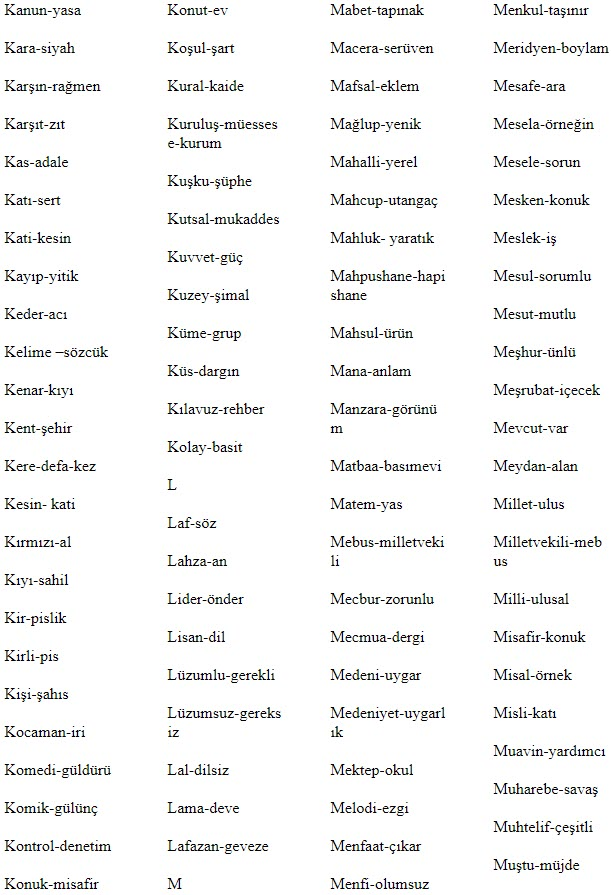 Kanun-yasa
Kara-siyah
Karşın-rağmen
Karşıt-zıt
Kas-adale
Katı-sert
Kati-kesin
Kayıp-yitik
Keder-acı
Kelime –sözcük
Kenar-kıyı
Kent-şehir
Kere-defa-kez
Kesin- kati
Kırmızı-al
Kıyı-sahil
Kir-pislik
Kirli-pis
Kişi-şahıs
Kocaman-iri
Komedi-güldürü
Komik-gülünç
Kontrol-denetim
Konuk-misafir
Konut-ev
Koşul-şart
Kural-kaide
Kuruluş-müesses
e-kurum
Kuşku-şüphe
Kutsal-mukaddes
Kuvvet-güç
Kuzey-şimal
Küme-grup
Küs-dargın
Kılavuz-rehber
Kolay-basit
L
Laf-söz
Lahza-an
Lider-önder
Lisan-dil
Lüzumlu-gerekli
Lüzumsuz-gereks
iz
Lal-dilsiz
Lama-deve
Lafazan-geveze
M
Mabet-tapınak
Macera-serüven
Mafsal-eklem
Mağlup-yenik
Mahalli-yerel
Mahcup-utangaç
Mahluk- yaratık
Mahpushane-hapi
shane
Mahsul-ürün
Mana-anlam
Manzara-görünü
m
Matbaa-basımevi
Matem-yas
Mebus-milletveki
li
Mecbur-zorunlu
Mecmua-dergi
Medeni-uygar
Medeniyet-uygarl
ık
Mektep-okul
Melodi-ezgi
Menfaat-çıkar
Menfi-olumsuz
Menkul-taşınır
Meridyen-boylam
Mesafe-ara
Mesela-örneğin
Mesele-sorun
Mesken-konuk
Meslek-iş
Mesul-sorumlu
Mesut-mutlu
Meşhur-ünlü
Meşrubat-içecek
Mevcut-var
Meydan-alan
Millet-ulus
Milletvekili-meb
us
Milli-ulusal
Misafir-konuk
Misal-örnek
Misli-katı
Muavin-yardımcı
Muharebe-savaş
Muhtelif-çeşitli
Muştu-müjde